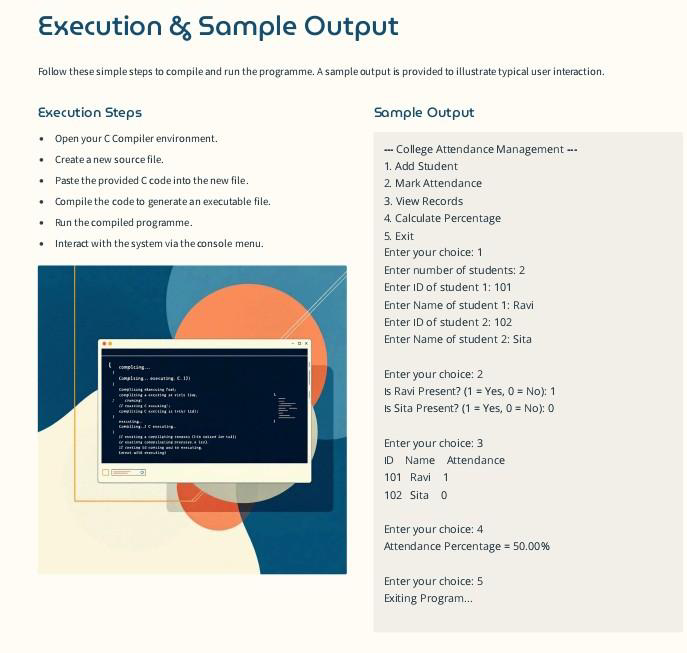 Execution & Sample Output
Follow these simple steps to compile and run the programme. A sample output is provided to illustrate typical user interaction.
Execution Steps
• Open your C Compiler environment.
• Create a new source file.
• Paste the provided C code into the new file.
• Compile the code to generate an executable file.
• Run the compiled programme.
• Interact with the system via the console menu.
complcing...
executing..
Sample Output
--- College Attendance Management ---
1. Add Student
2. Mark Attendance
3. View Records
4. Calculate Percentage
5. Exit
Enter your choice: 1
Enter number of students: 2
Enter ID of student 1: 101
Enter Name of student 1: Ravi
Enter ID of student 2: 102
Enter Name of student 2: Sita
Enter your choice: 2
Is Ravi Present? (1 = Yes, 0 = No): 1
Is Sita Present? (1 = Yes, 0 = No): 0
Enter your choice: 3
ID Name Attendance
101 Ravi 1
102 Sita 0
Enter your choice: 4
Attendance Percentage = 50.00%
Enter your choice: 5
Exiting Program...